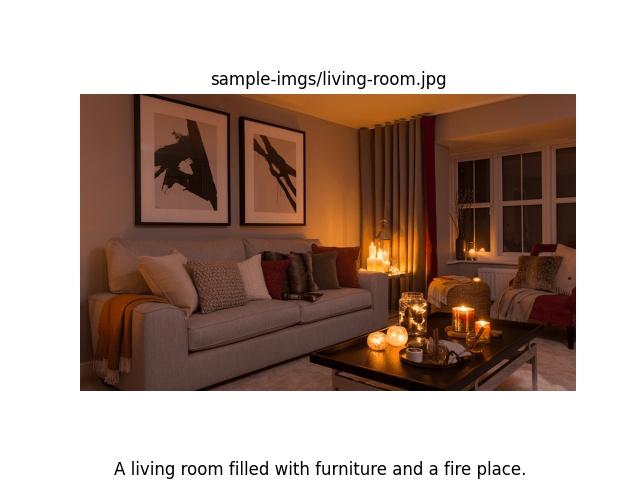 sample-imgs/living-room.jpg
A living room filled with furniture and a fire place.